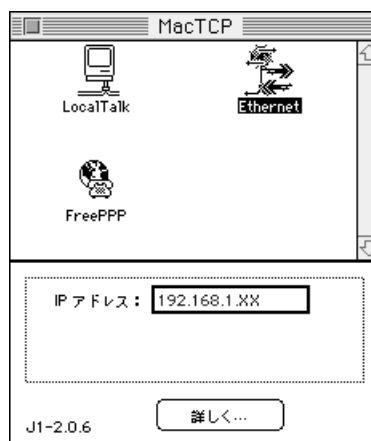 MacTCP
LocalTalk
Ethernet
FreePPP
IP アドレス： 192.168.1.XX
J1-2.0.6
詳しく...